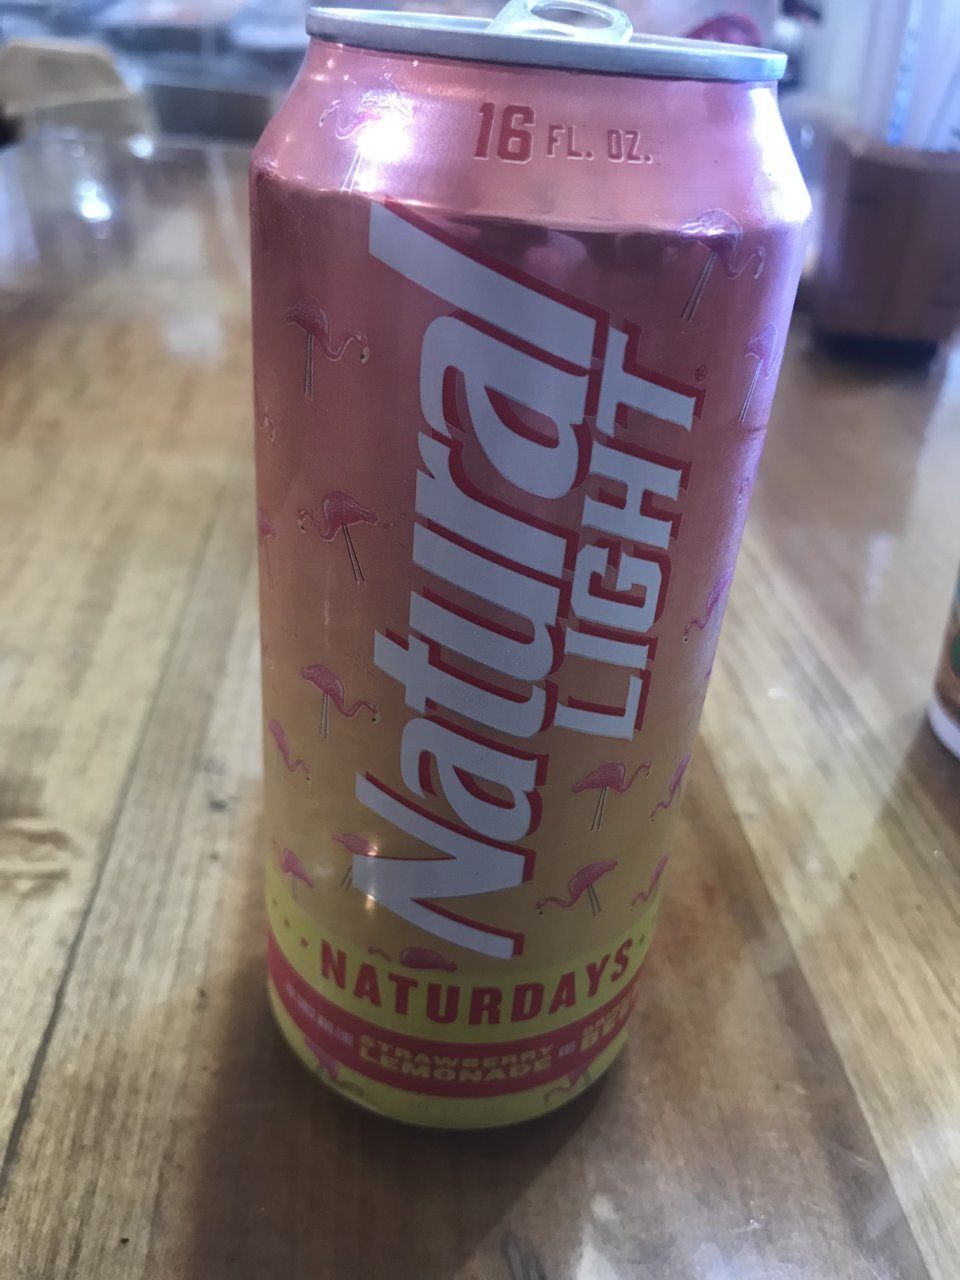 16 FL. OZ.
Natural
LIGHT®
NATURDAYS
STRAWBERRY
LEMONADE